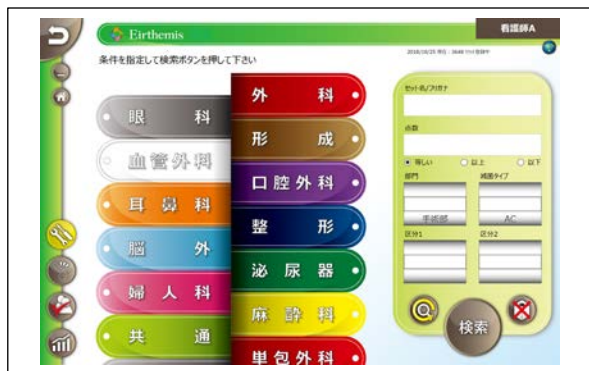 Eirthemis
看護師A
条件を指定して検索ボタンを押して下さい
眼科
血管外科
耳鼻科
脳外
婦人科
共通
外科
形成
口腔外科
整形
泌尿器
麻酔科
単包外科
セット名/フリガナ
点数
等しい 以上 以下
部門 滅菌タイプ
手術部 AC
区分1 区分2
検索